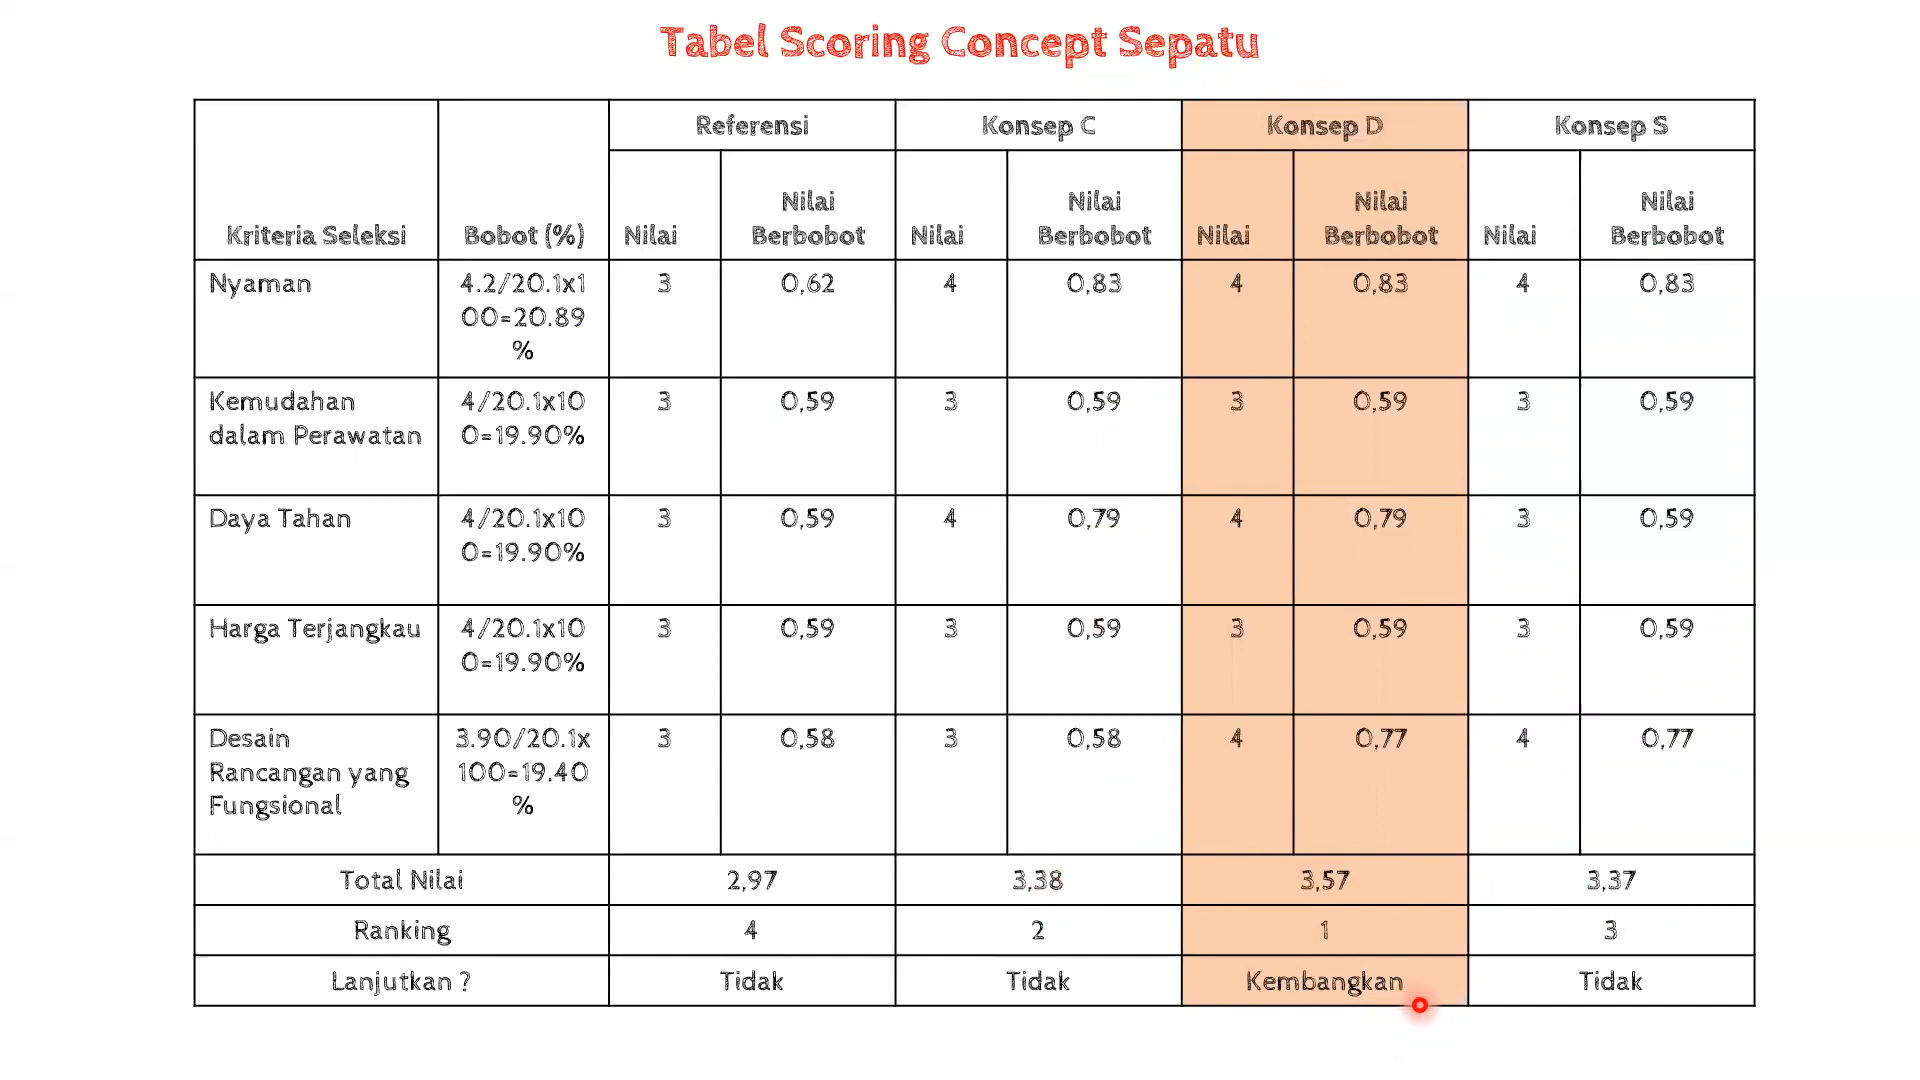 Tabel Scoring Concept Sepatu
Referensi Konsep C Konsep D Konsep S
Kriteria Seleksi Bobot (%) Nilai Nilai Berbobot Nilai Nilai Berbobot Nilai Nilai Berbobot Nilai Nilai Berbobot
Nyaman 4.2/20.1x1 3 0,62 4 0,83 4 0,83 4 0,83
00=20.89
%
Kemudahan 4/20.1x10 3 0,59 3 0,59 3 0,59 3 0,59
dalam Perawatan 0=19.90%
Daya Tahan 4/20.1x10 3 0,59 4 0,79 4 0,79 3 0,59
0=19.90%
Harga Terjangkau 4/20.1x10 3 0,59 3 0,59 3 0,59 3 0,59
0=19.90%
Desain 3.90/20.1x 3 0,58 3 0,58 4 0,77 4 0,77
Rancangan yang 100=19.40
Fungsional %
Total Nilai 2,97 3,38 3,57 3,37
Ranking 4 2 1 3
Lanjutkan ? Tidak Tidak Kembangkan Tidak